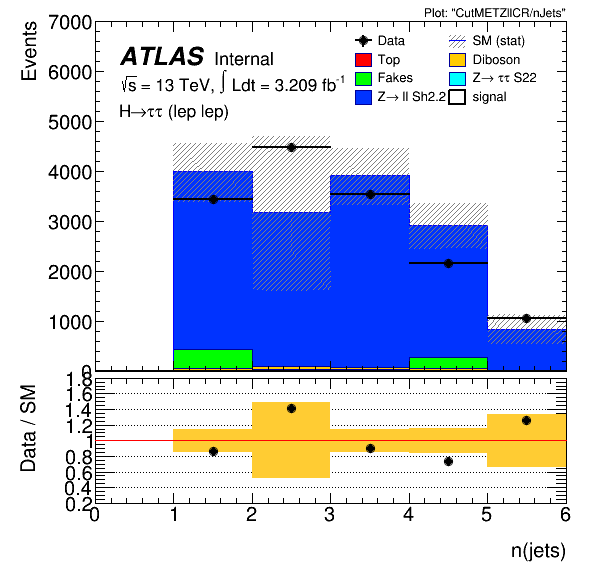 Plot: "CutMETZllCR/nJets"
Events
7000
6000
5000
4000
3000
2000
1000
0
ATLAS Internal
√s = 13 TeV, ∫ Ldt = 3.209 fb⁻¹
H→ττ (lep lep)
Data
SM (stat)
Top
Diboson
Fakes
Z→ ττ S22
Z→ ll Sh2.2
signal
Data / SM
1.8
1.6
1.4
1.2
1
0.8
0.6
0.4
0.2
0 1 2 3 4 5 6
n(jets)